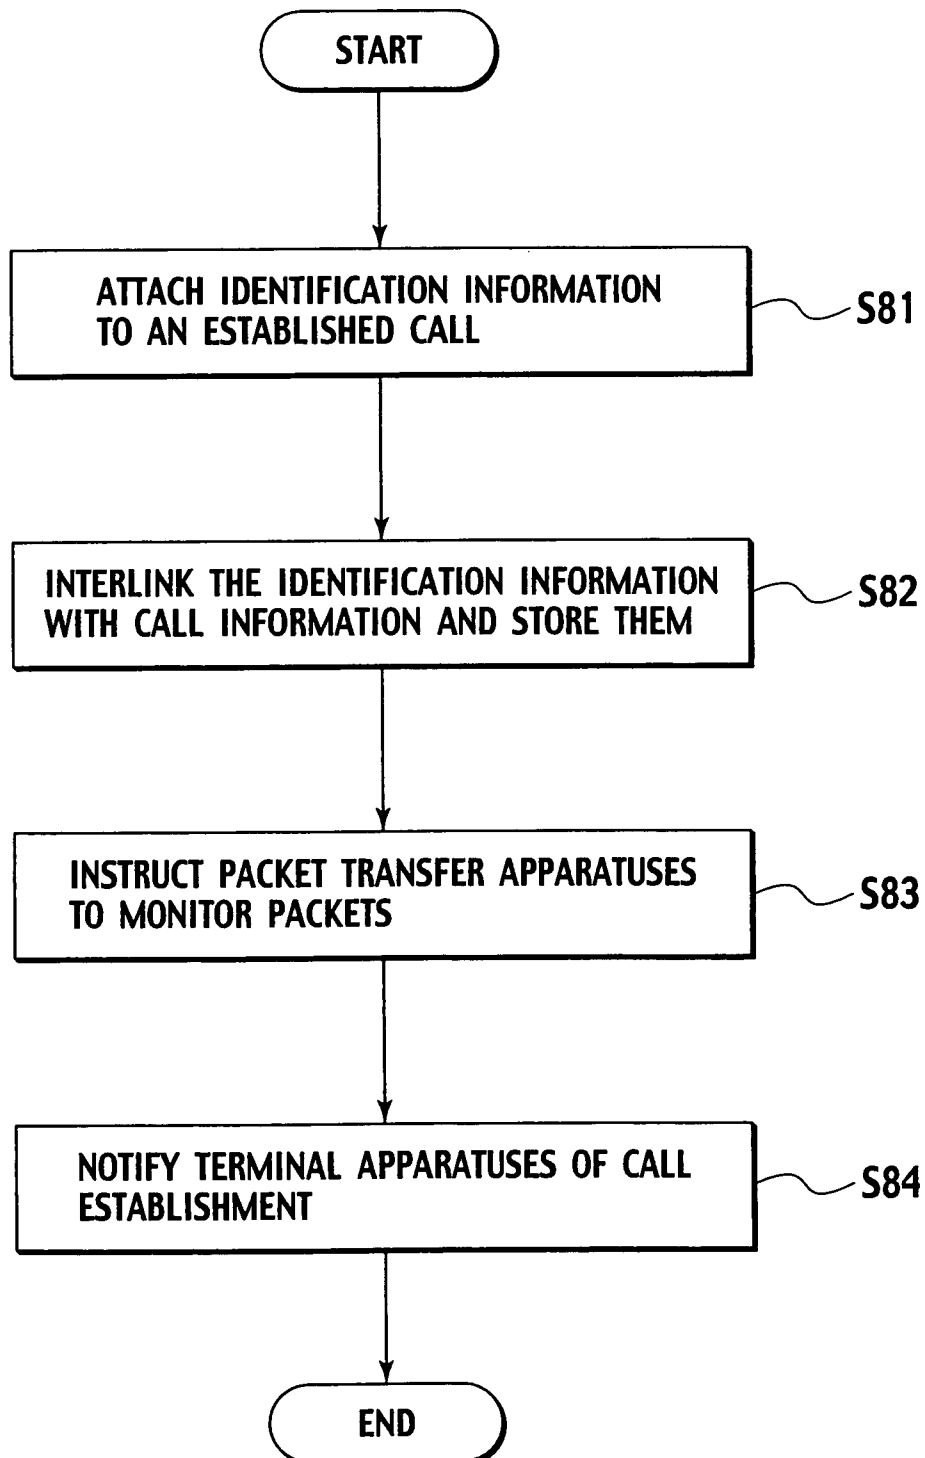 START
ATTACH IDENTIFICATION INFORMATION
TO AN ESTABLISHED CALL
S81
INTERLINK THE IDENTIFICATION INFORMATION
WITH CALL INFORMATION AND STORE THEM
S82
INSTRUCT PACKET TRANSFER APPARATUSES
TO MONITOR PACKETS
S83
NOTIFY TERMINAL APPARATUSES OF CALL
ESTABLISHMENT
S84
END